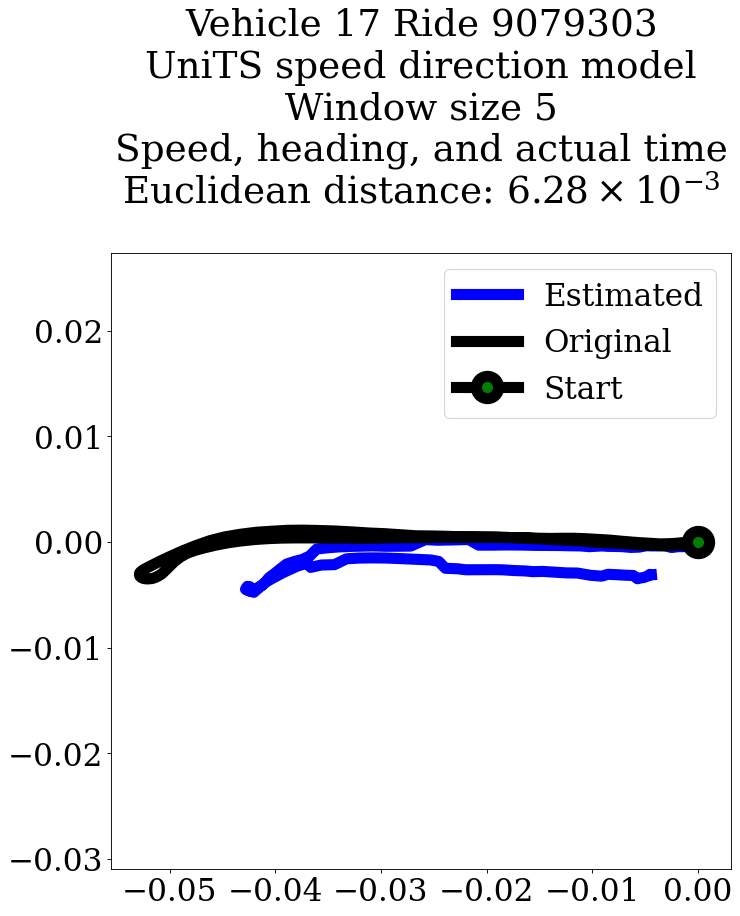 Vehicle 17 Ride 9079303
UniTS speed direction model
Window size 5
Speed, heading, and actual time
Euclidean distance: 6.28 × 10⁻³
Estimated
Original
Start
0.02
0.01
0.00
−0.01
−0.02
−0.03
−0.05 −0.04 −0.03 −0.02 −0.01 0.00